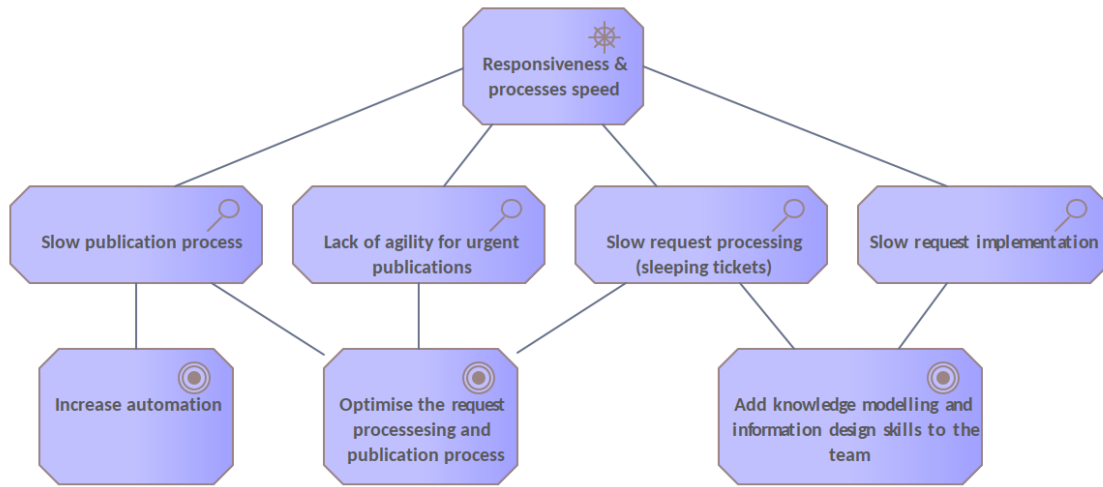 Responsiveness &
processes speed
Slow publication process
Lack of agility for urgent
publications
Slow request processing
(sleeping tickets)
Slow request implementation
Increase automation
Optimise the request
processesing and
publication process
Add knowledge modelling and
information design skills to the
team